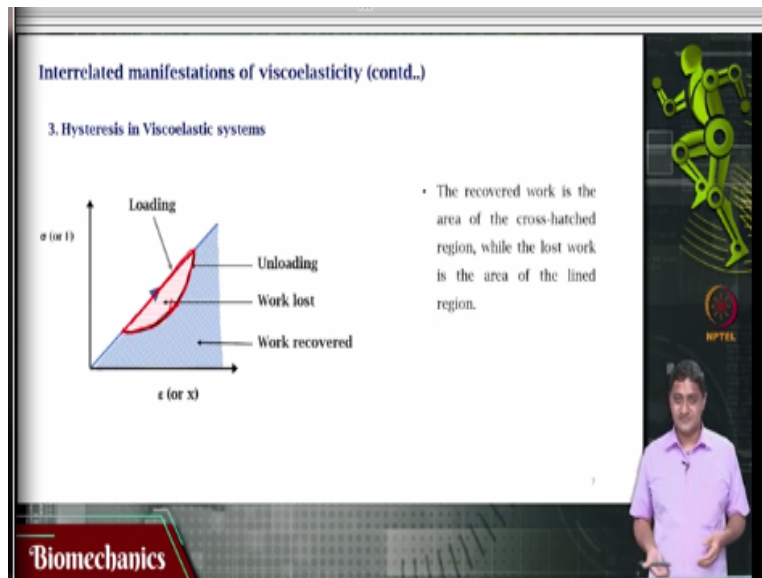 Interrelated manifestations of viscoelasticity (contd..)
3. Hysteresis in Viscoelastic systems
Loading
σ (or f)
Unloading
Work lost
Work recovered
ε (or x)
• The recovered work is the
area of the cross-hatched
region, while the lost work
is the area of the lined
region.
NPTEL
7
Biomechanics